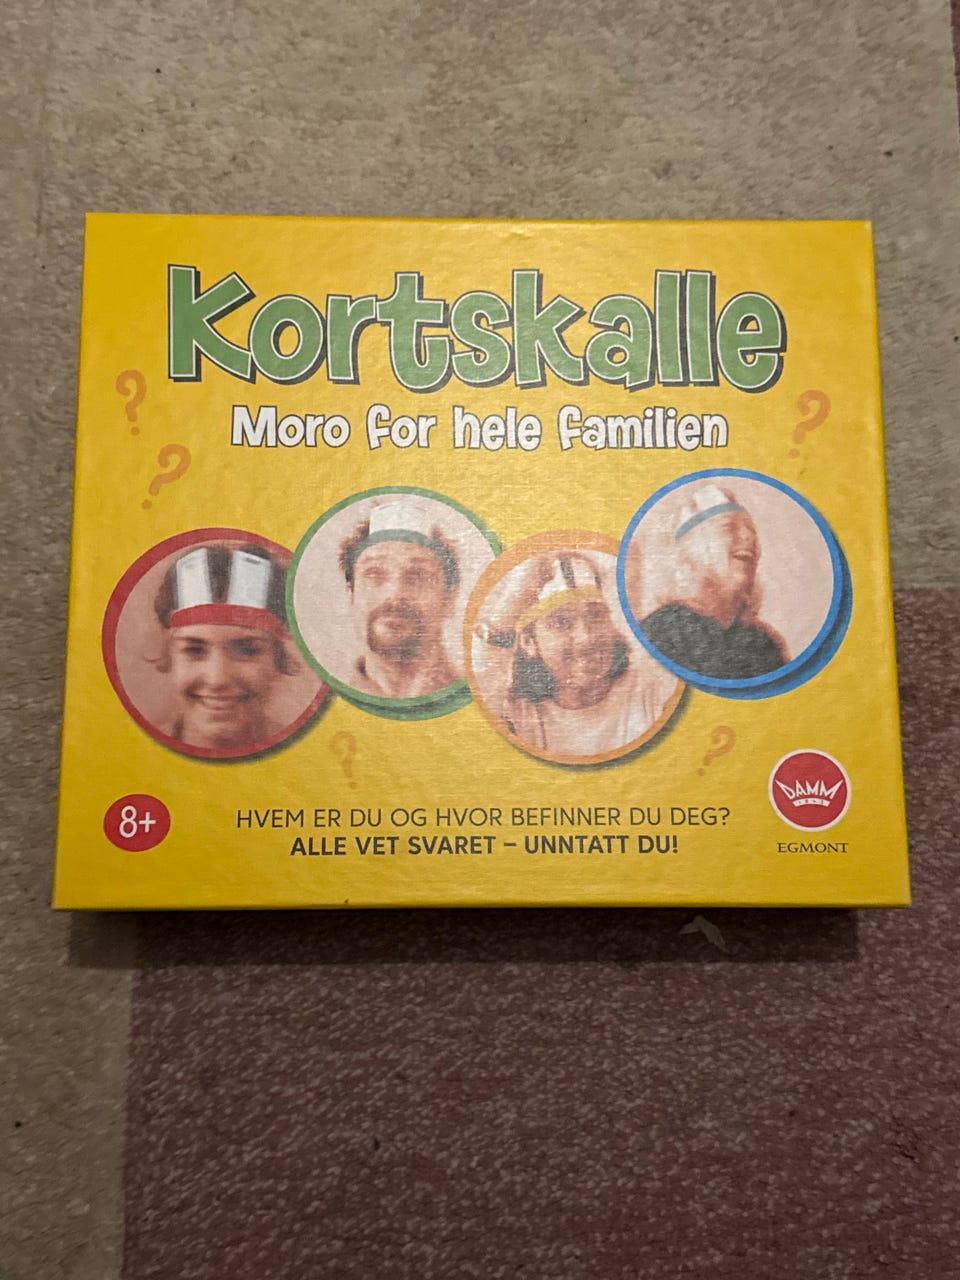 Kortskalle
Moro for hele familien
8+
HVEM ER DU OG HVOR BEFINNER DU DEG?
ALLE VET SVARET – UNNTATT DU!
DAMM
EGMONT